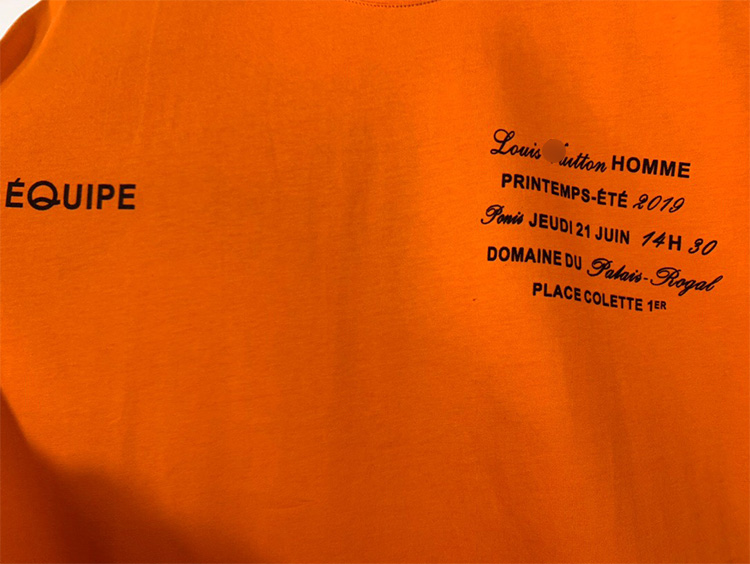 ÉQUIPE
Louis Vuitton HOMME
PRINTEMPS-ÉTÉ 2019
Paris JEUDI 21 JUIN 14H 30
DOMAINE DU Palais-Royal
PLACE COLETTE 1ER